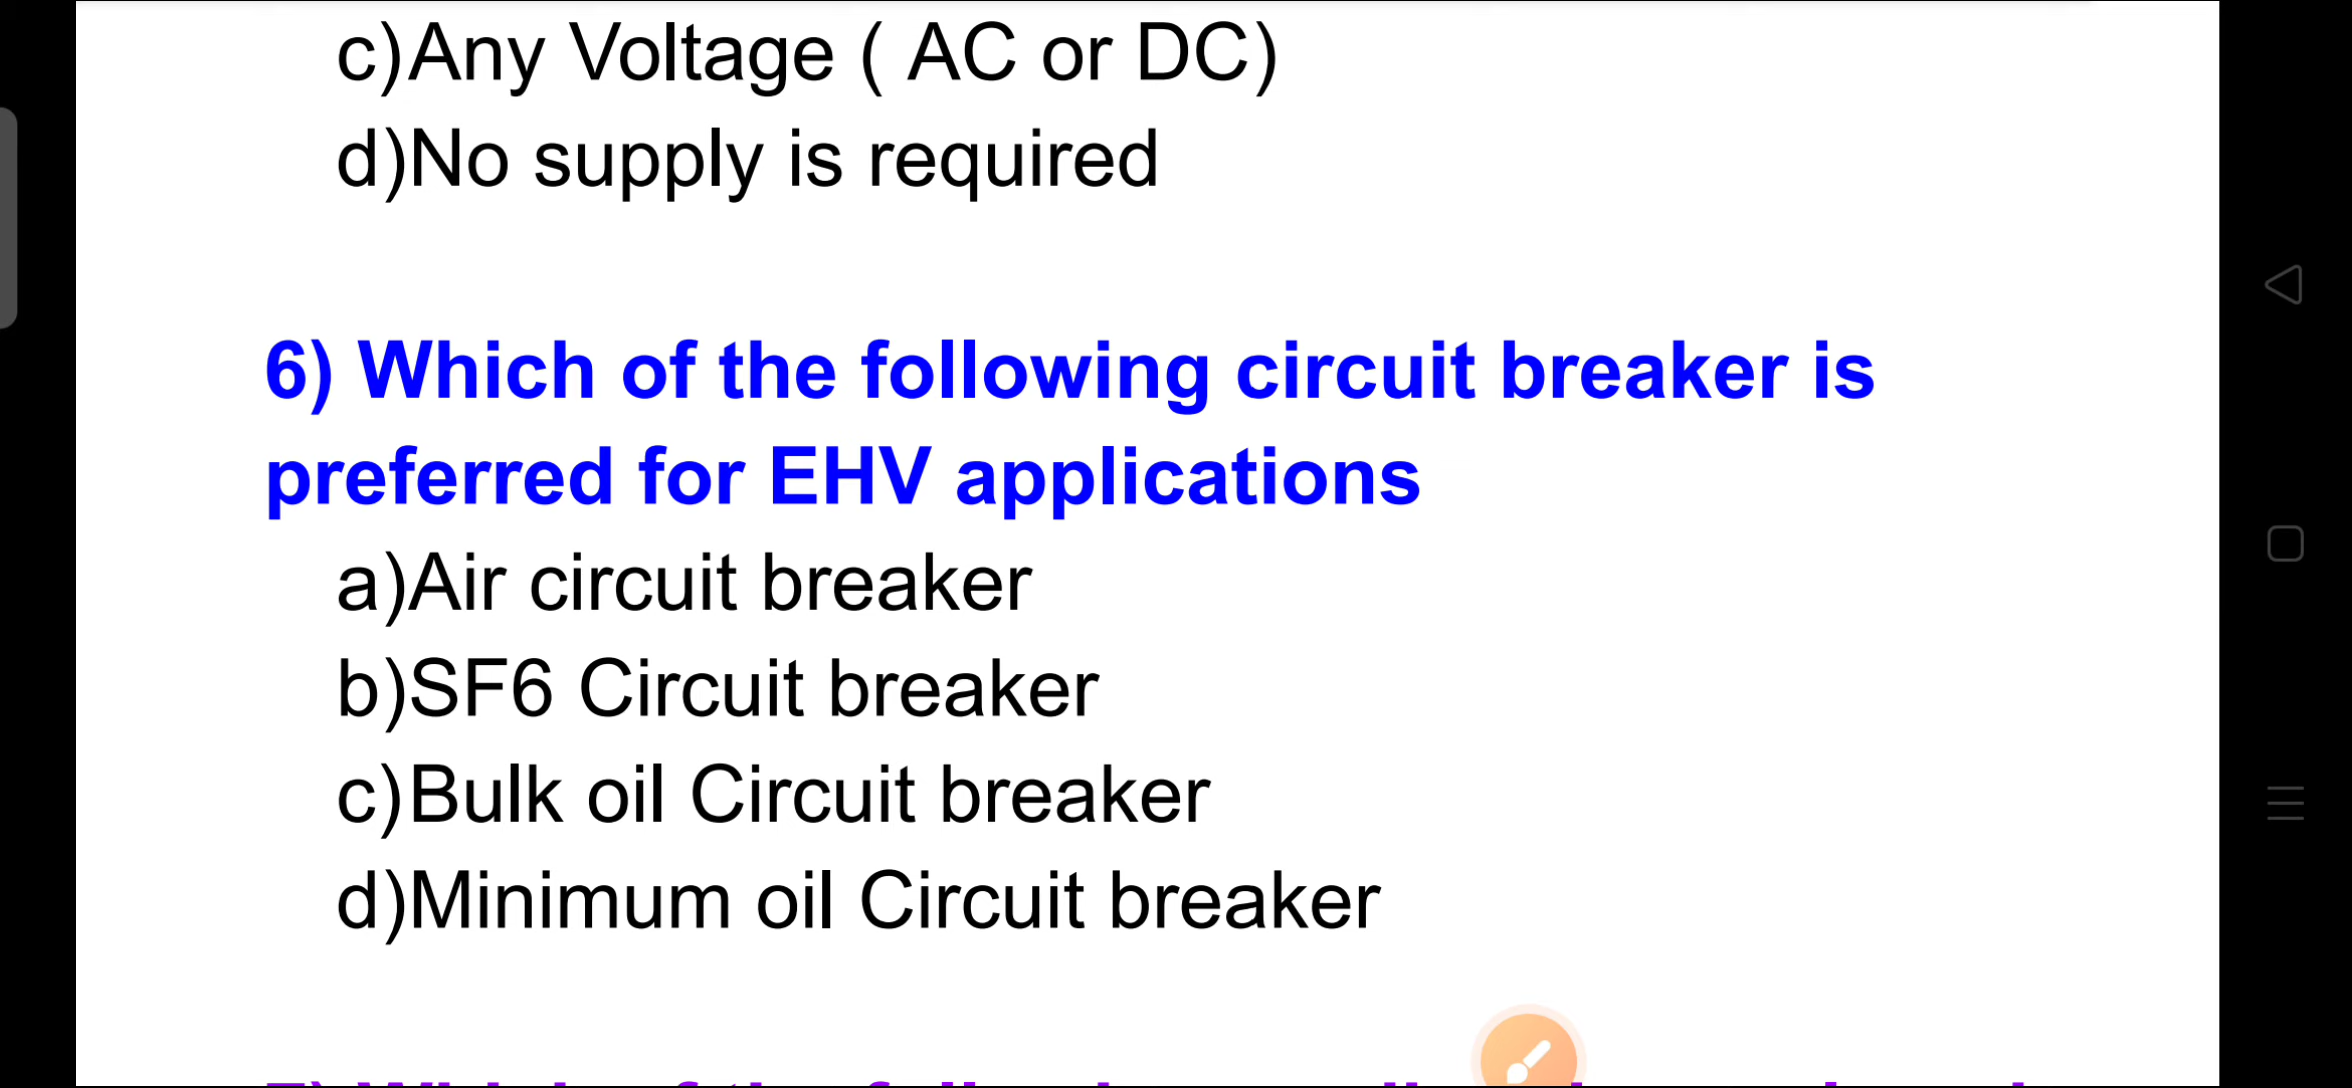 c)Any Voltage ( AC or DC)
d)No supply is required
6) Which of the following circuit breaker is
preferred for EHV applications
a)Air circuit breaker
b)SF6 Circuit breaker
c)Bulk oil Circuit breaker
d)Minimum oil Circuit breaker